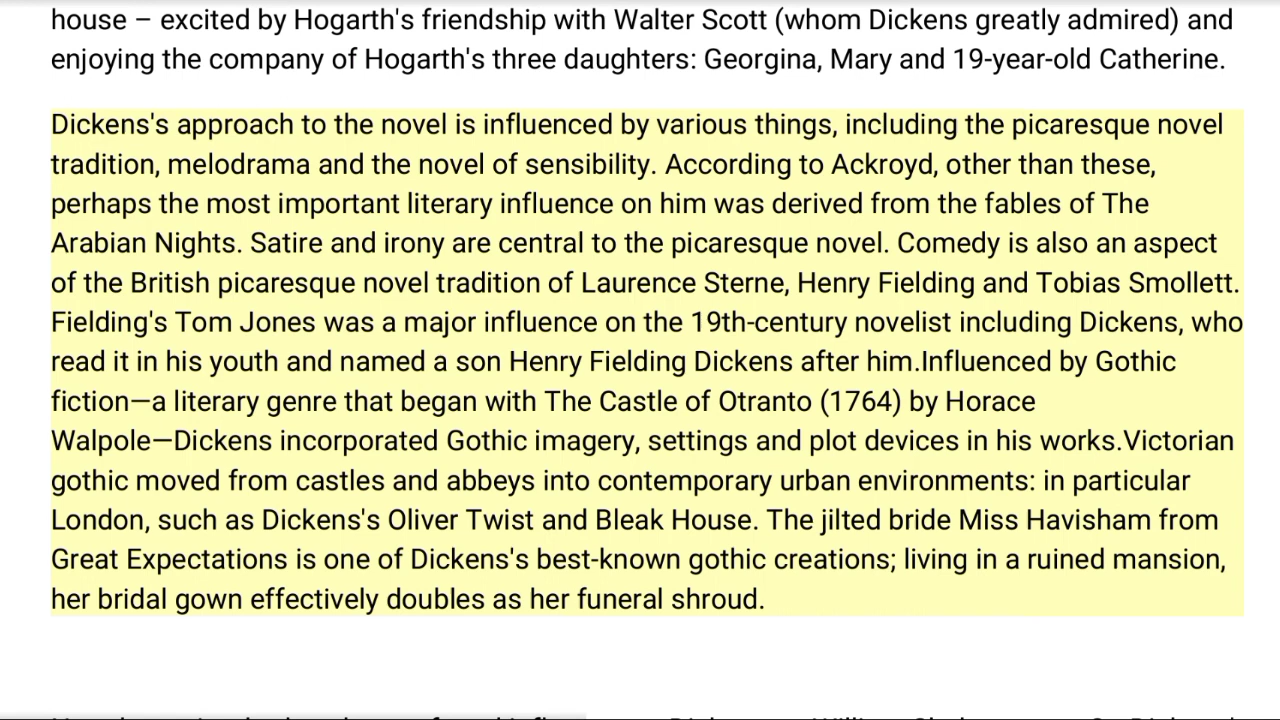 house – excited by Hogarth's friendship with Walter Scott (whom Dickens greatly admired) and
enjoying the company of Hogarth's three daughters: Georgina, Mary and 19-year-old Catherine.
Dickens's approach to the novel is influenced by various things, including the picaresque novel
tradition, melodrama and the novel of sensibility. According to Ackroyd, other than these,
perhaps the most important literary influence on him was derived from the fables of The
Arabian Nights. Satire and irony are central to the picaresque novel. Comedy is also an aspect
of the British picaresque novel tradition of Laurence Sterne, Henry Fielding and Tobias Smollett.
Fielding's Tom Jones was a major influence on the 19th-century novelist including Dickens, who
read it in his youth and named a son Henry Fielding Dickens after him.Influenced by Gothic
fiction—a literary genre that began with The Castle of Otranto (1764) by Horace
Walpole—Dickens incorporated Gothic imagery, settings and plot devices in his works.Victorian
gothic moved from castles and abbeys into contemporary urban environments: in particular
London, such as Dickens's Oliver Twist and Bleak House. The jilted bride Miss Havisham from
Great Expectations is one of Dickens's best-known gothic creations; living in a ruined mansion,
her bridal gown effectively doubles as her funeral shroud.